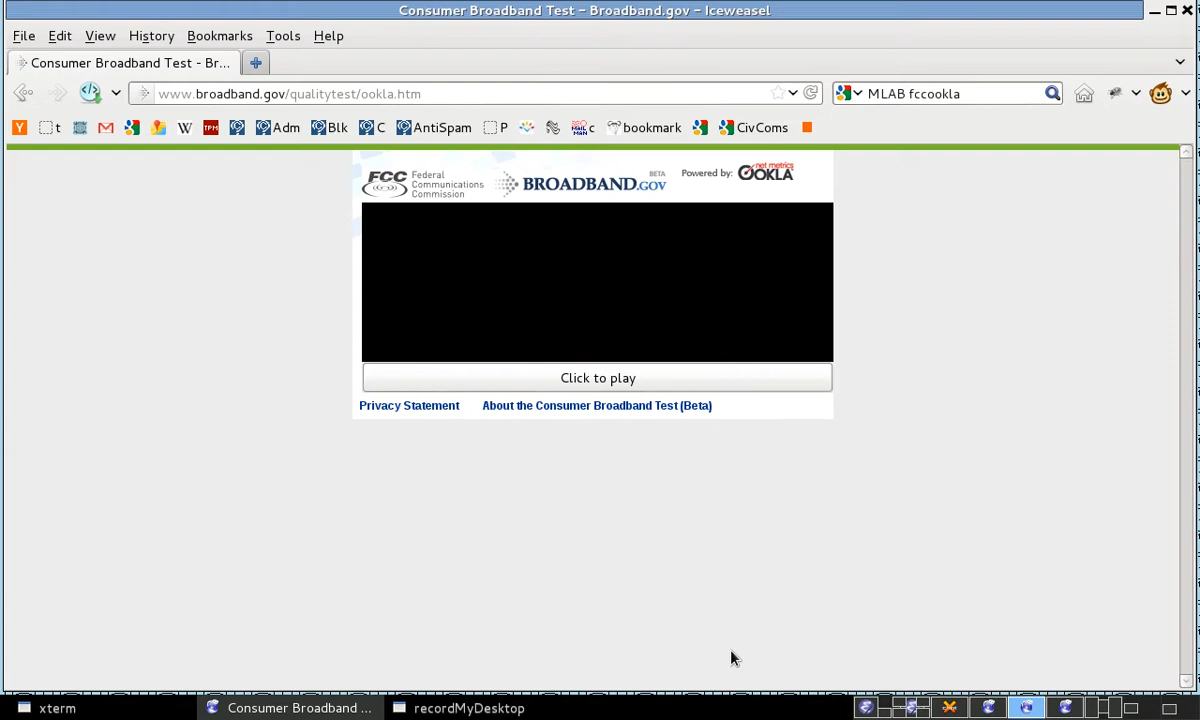 Consumer Broadband Test - Broadband.gov - Iceweasel
File Edit View History Bookmarks Tools Help
Consumer Broadband Test - Br...
www.broadband.gov/qualitytest/ookla.htm
MLAB fccookla
Y t M W TPM Adm Blk C AntiSpam P MAIL MAN c bookmark CivComs
FCC Federal Communications Commission
BROADBAND.GOV BETA
Powered by: net metrics OOKLA
Click to play
Privacy Statement About the Consumer Broadband Test (Beta)
xterm Consumer Broadband ... recordMyDesktop